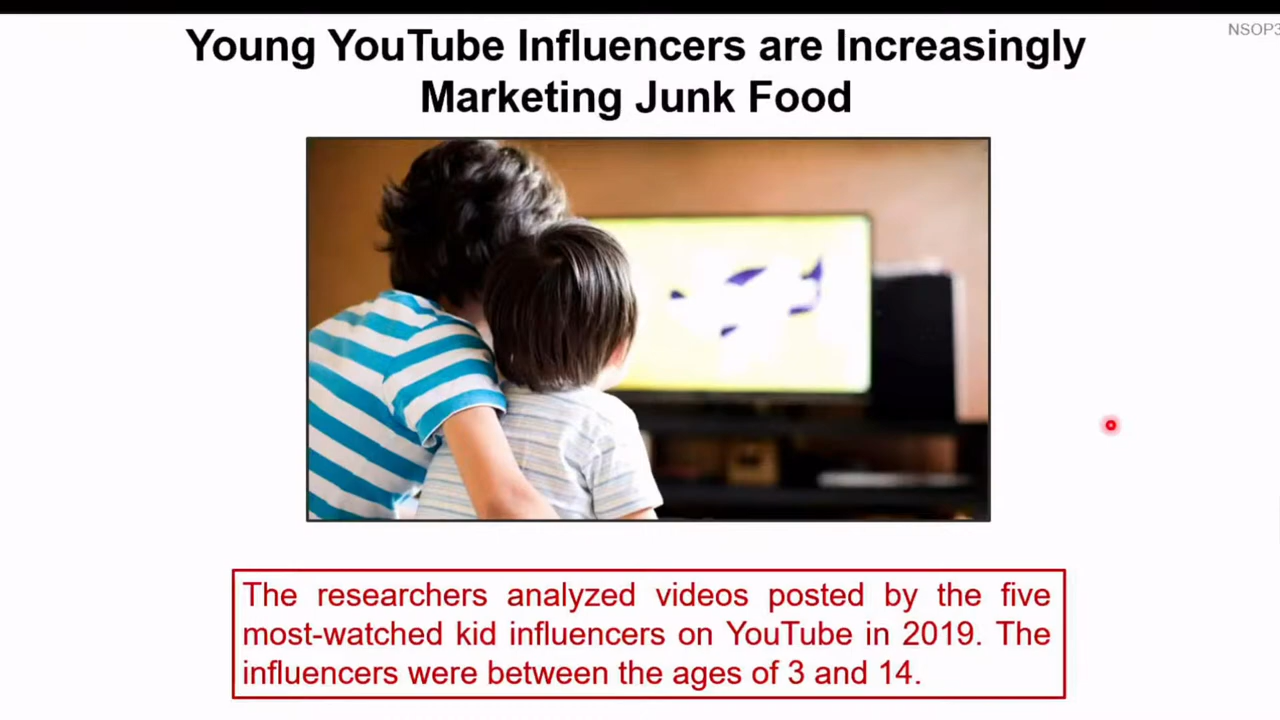 NSOP3
Young YouTube Influencers are Increasingly
Marketing Junk Food
The researchers analyzed videos posted by the five
most-watched kid influencers on YouTube in 2019. The
influencers were between the ages of 3 and 14.